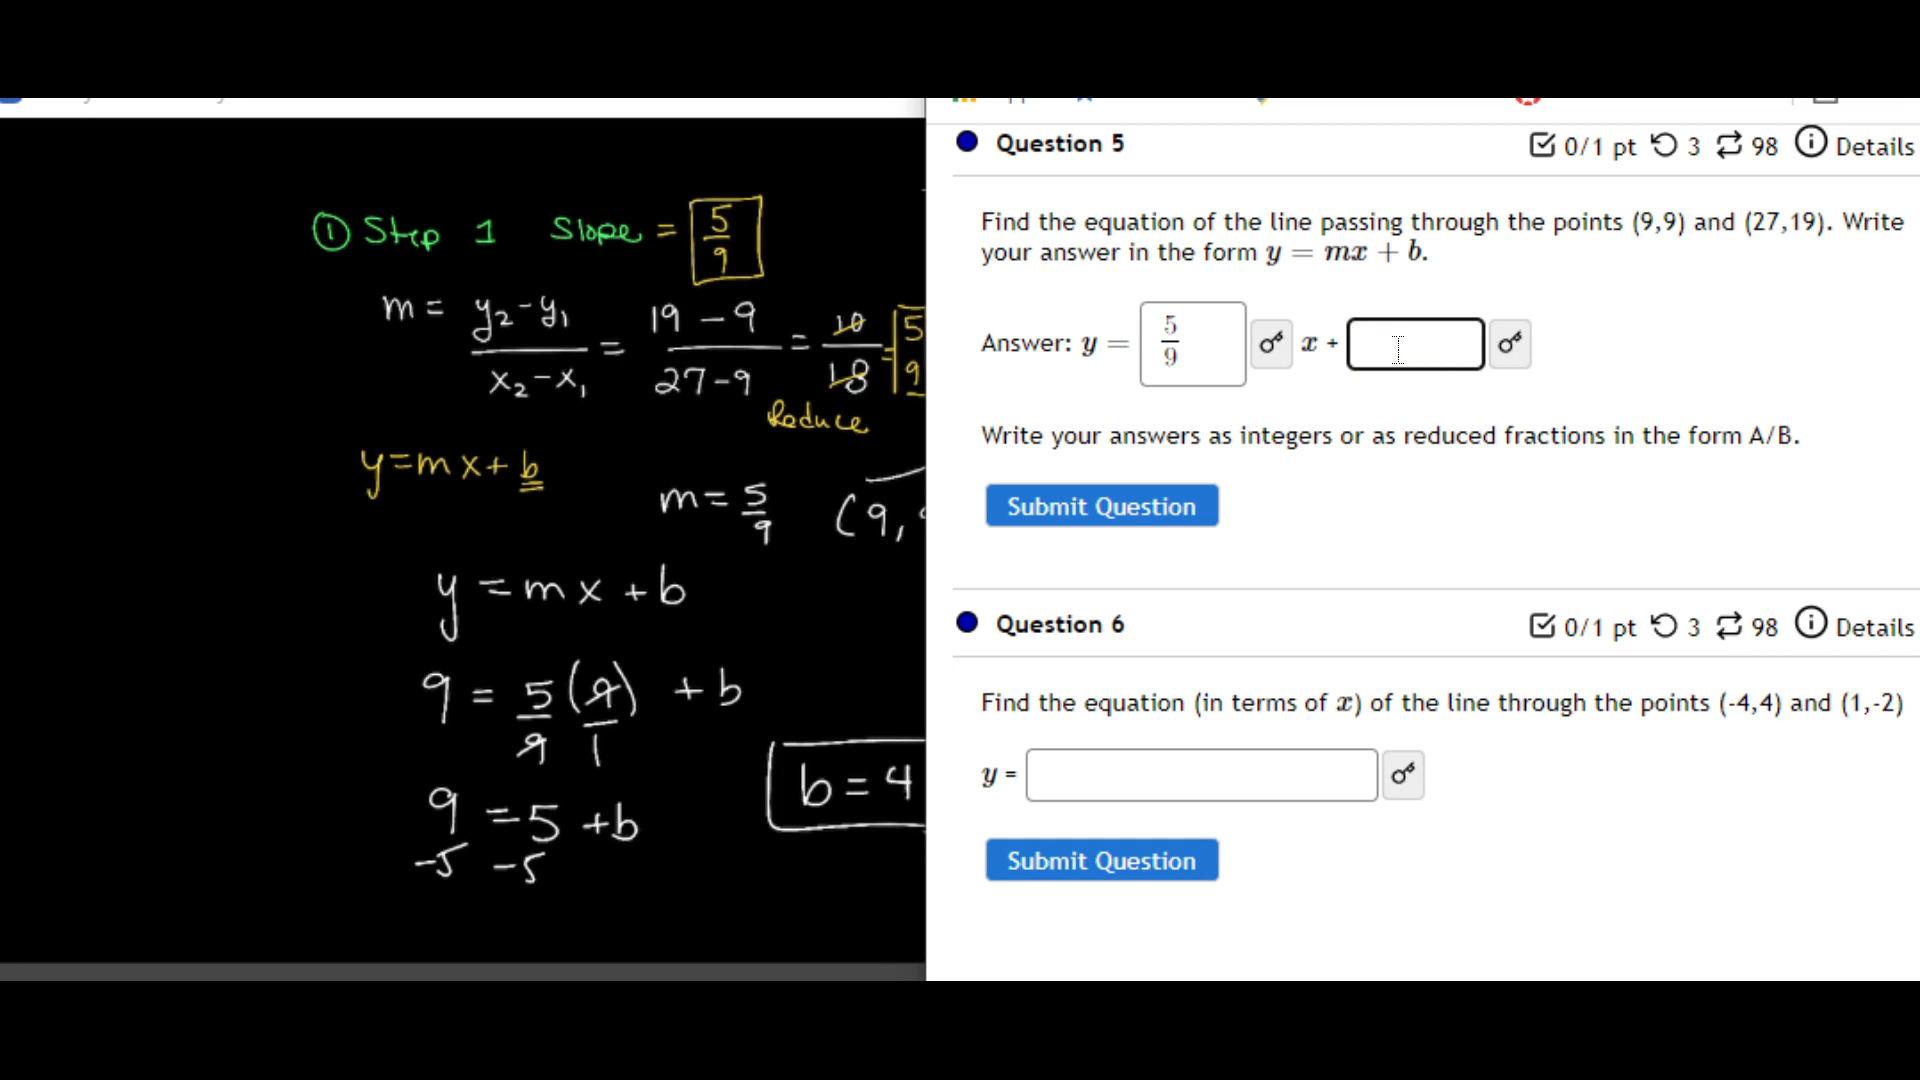 ① Step 1 Slope = 5/9
m = y₂-y₁/x₂-x₁ = 19-9/27-9 = 10/18 = 5/9
Reduce
y=mx+b
m=5/9 (9,
y=mx+b
9 = 5/9 (9/1) + b
9 = 5 + b
-5 -5
b = 4
Question 5
0/1 pt 3 98 Details
Find the equation of the line passing through the points (9,9) and (27,19). Write
your answer in the form y = mx + b.
Answer: y = 5/9 x +
Write your answers as integers or as reduced fractions in the form A/B.
Submit Question
Question 6
0/1 pt 3 98 Details
Find the equation (in terms of x) of the line through the points (-4,4) and (1,-2)
y =
Submit Question